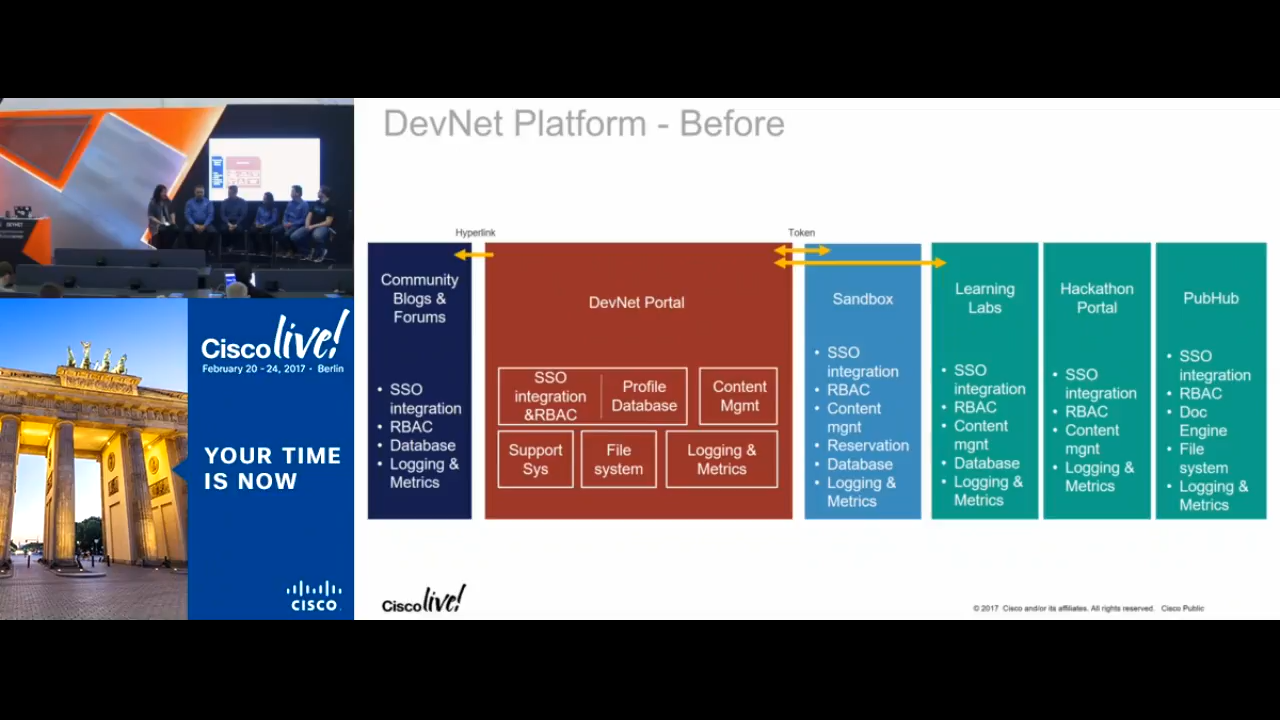 DevNet Platform - Before
Hyperlink
Token
Community
Blogs &
Forums
• SSO
integration
• RBAC
• Database
• Logging &
Metrics
DevNet Portal
SSO
integration
&RBAC
Profile
Database
Content
Mgmt
Support
Sys
File
system
Logging &
Metrics
Sandbox
• SSO
integration
• RBAC
• Content
mgnt
• Reservation
• Database
• Logging &
Metrics
Learning
Labs
• SSO
integration
• RBAC
• Content
mgnt
• Database
• Logging &
Metrics
Hackathon
Portal
• SSO
integration
• RBAC
• Content
mgnt
• Logging &
Metrics
PubHub
• SSO
integration
• RBAC
• Doc
Engine
• File
system
• Logging &
Metrics
Cisco live!
© 2017 Cisco and/or its affiliates. All rights reserved. Cisco Public
DEVNET
Cisco live!
February 20 - 24, 2017 • Berlin
YOUR TIME
IS NOW
CISCO